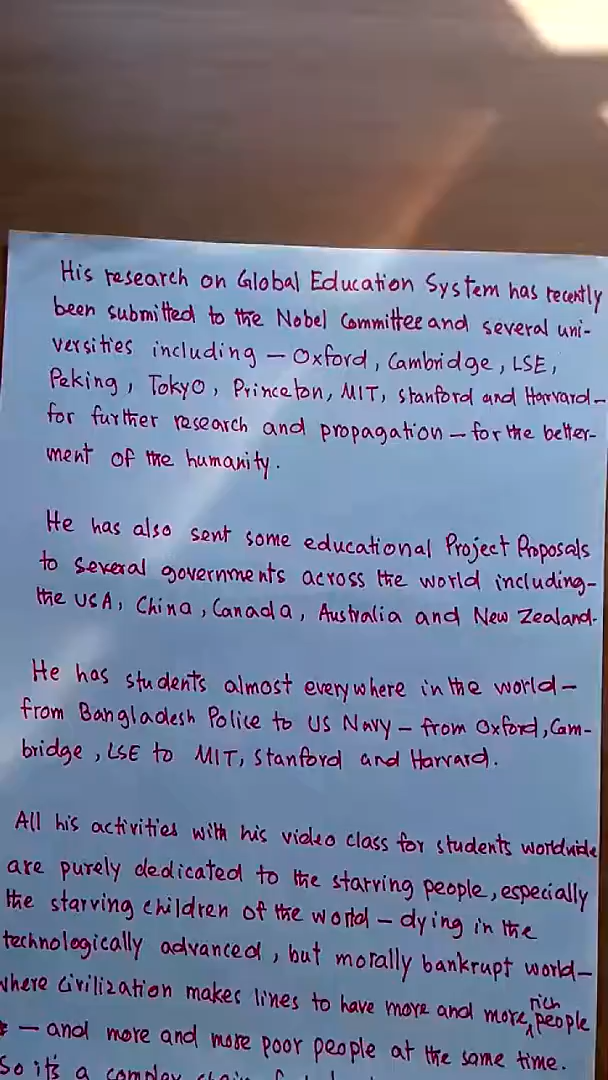 His research on Global Education System has recently
been submitted to the Nobel Committee and several uni-
versities including – Oxford, Cambridge, LSE,
Peking, Tokyo, Princeton, MIT, Stanford and Harvard –
for further research and propagation – for the better-
ment of the humanity.
He has also sent some educational Project Proposals
to several governments across the world including –
the USA, China, Canada, Australia and New Zealand.
He has students almost everywhere in the world –
from Bangladesh Police to US Navy – from Oxford, Cam-
bridge, LSE to MIT, Stanford and Harvard.
All his activities with his video class for students worldwide
are purely dedicated to the starving people, especially
the starving children of the world – dying in the
technologically advanced, but morally bankrupt world –
where civilization makes lines to have more and more rich people
– and more and more poor people at the same time.
So it's a complex chain